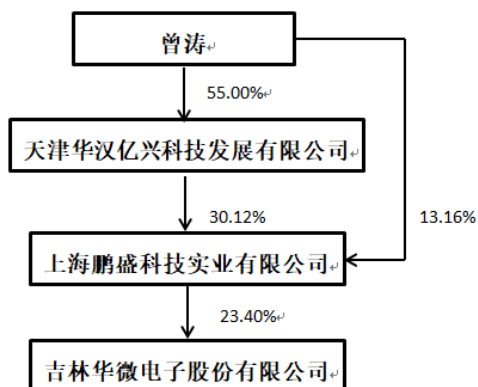 曾涛
55.00%
天津华汉亿兴科技发展有限公司
30.12%
13.16%
上海鹏盛科技实业有限公司
23.40%
吉林华微电子股份有限公司